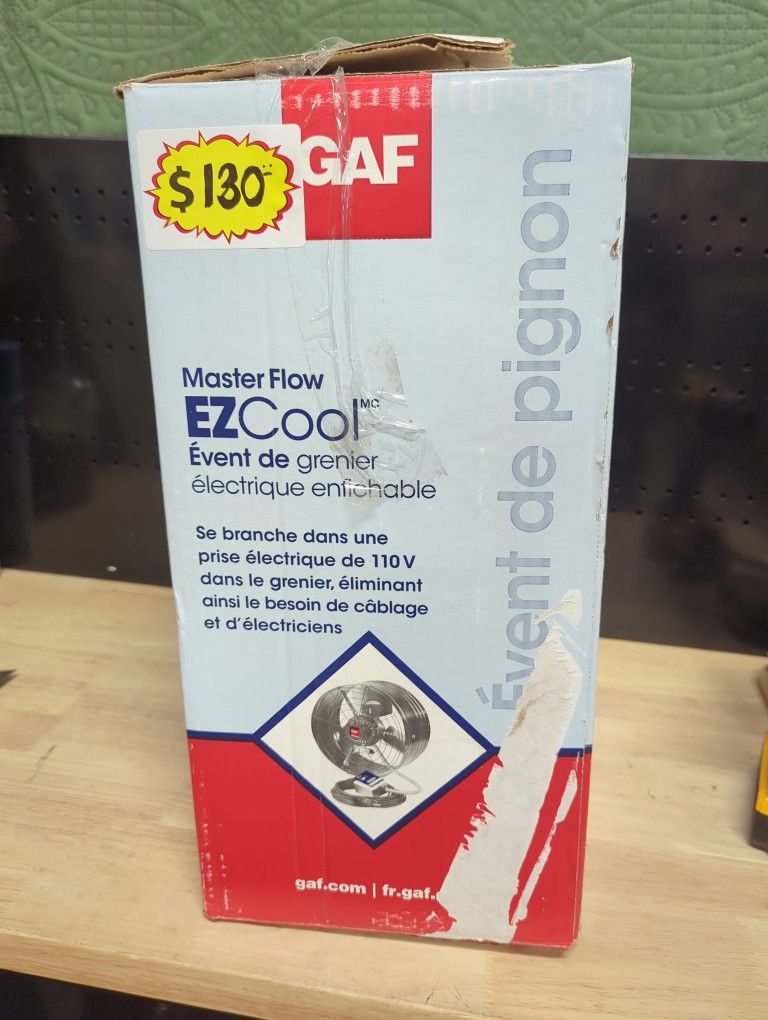 $130
GAF
Master Flow
EZCool MC
Évent de grenier
électrique enfichable
Se branche dans une
prise électrique de 110 V
dans le grenier, éliminant
ainsi le besoin de câblage
et d'électriciens
Évent de pignon
GAF
gaf.com | fr.gaf.